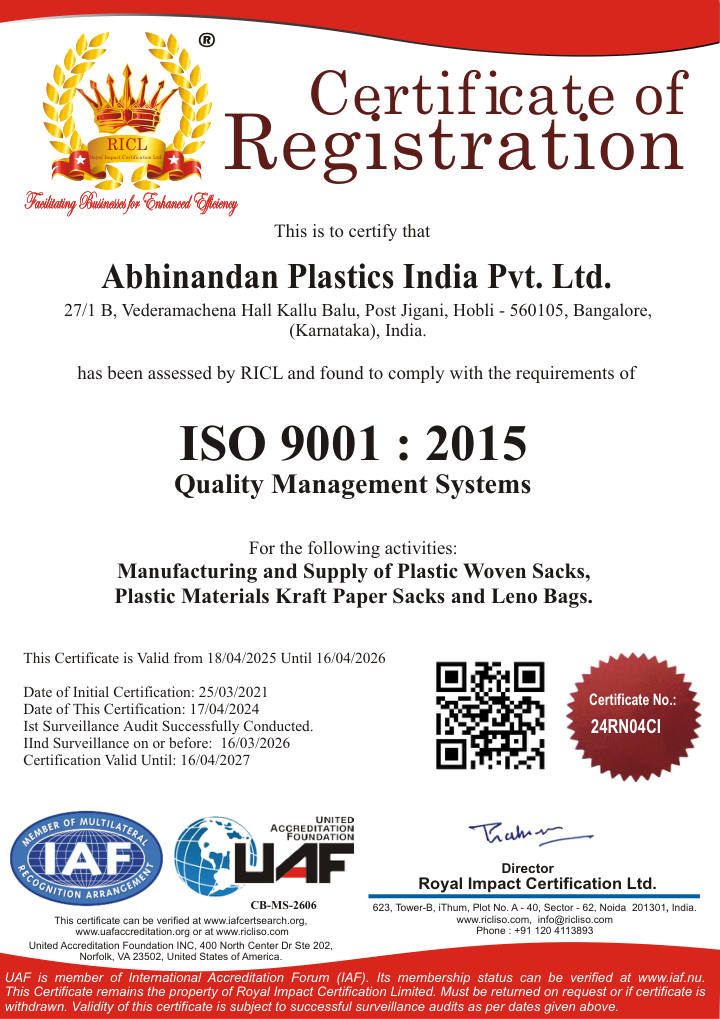 ®
RICL
Royal Impact Certification Ltd.
Facilitating Businesses for Enhanced Efficiency
Certificate of
Registration
This is to certify that
Abhinandan Plastics India Pvt. Ltd.
27/1 B, Vederamachena Hall Kallu Balu, Post Jigani, Hobli - 560105, Bangalore,
(Karnataka), India.
has been assessed by RICL and found to comply with the requirements of
ISO 9001 : 2015
Quality Management Systems
For the following activities:
Manufacturing and Supply of Plastic Woven Sacks,
Plastic Materials Kraft Paper Sacks and Leno Bags.
This Certificate is Valid from 18/04/2025 Until 16/04/2026
Date of Initial Certification: 25/03/2021
Date of This Certification: 17/04/2024
Ist Surveillance Audit Successfully Conducted.
IInd Surveillance on or before: 16/03/2026
Certification Valid Until: 16/04/2027
Certificate No.:
24RN04CI
MEMBER OF MULTILATERAL
IAF
RECOGNITION ARRANGEMENT
UNITED
ACCREDITATION
FOUNDATION
UAF
CB-MS-2606
This certificate can be verified at www.iafcertsearch.org,
www.uafaccreditation.org or at www.ricliso.com
United Accreditation Foundation INC, 400 North Center Dr Ste 202,
Norfolk, VA 23502, United States of America.
Director
Royal Impact Certification Ltd.
623, Tower-B, iThum, Plot No. A - 40, Sector - 62, Noida 201301, India.
www.ricliso.com, info@ricliso.com
Phone : +91 120 4113893
UAF is member of International Accreditation Forum (IAF). Its membership status can be verified at www.iaf.nu.
This Certificate remains the property of Royal Impact Certification Limited. Must be returned on request or if certificate is
withdrawn. Validity of this certificate is subject to successful surveillance audits as per dates given above.